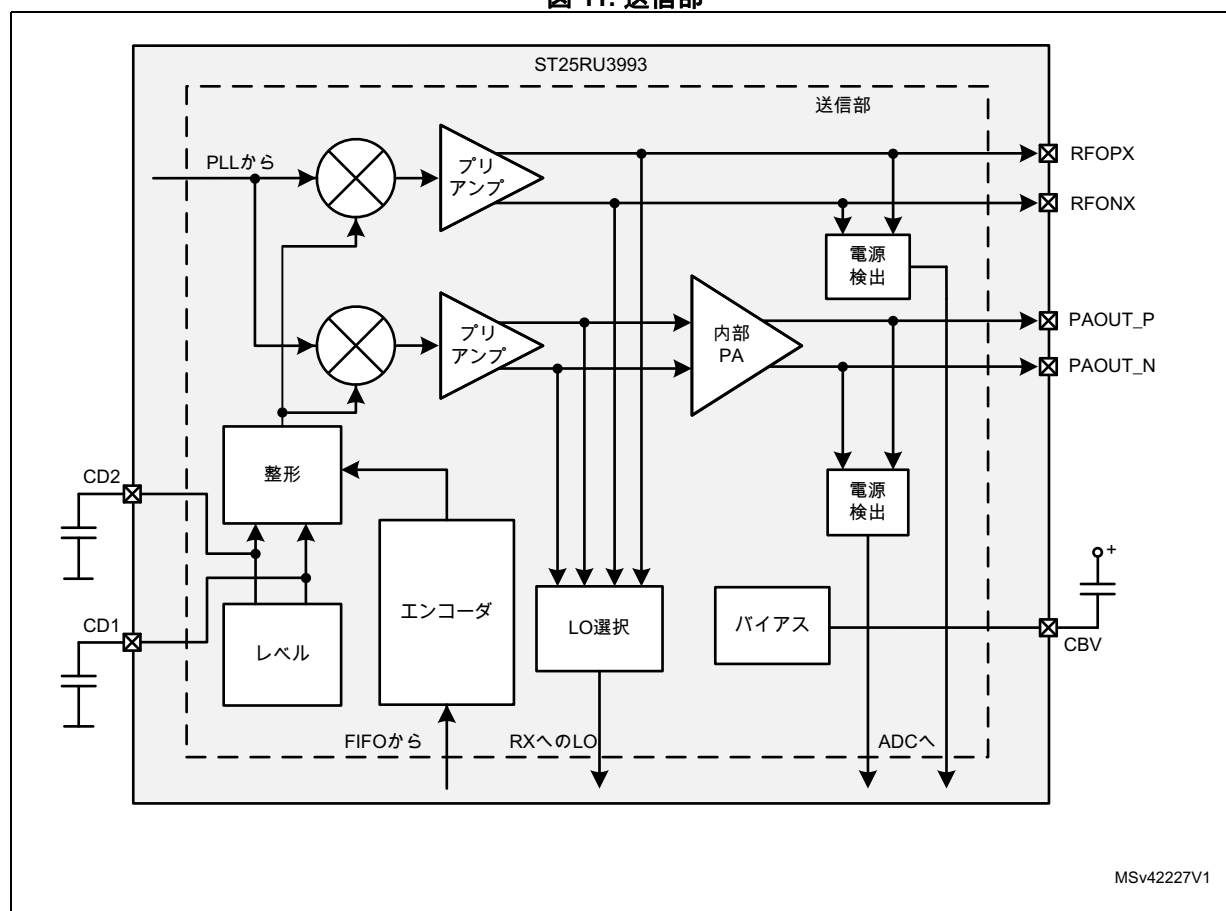 図 11. 送信部
ST25RU3993
送信部
PLLから
プリ
アンプ
RFOPX
RFONX
電源
検出
プリ
アンプ
内部
PA
PAOUT_P
PAOUT_N
整形
CD2
電源
検出
エンコーダ
LO選択
バイアス
+
CBV
CD1
レベル
FIFOから
RXへのLO
ADCへ
MSv42227V1